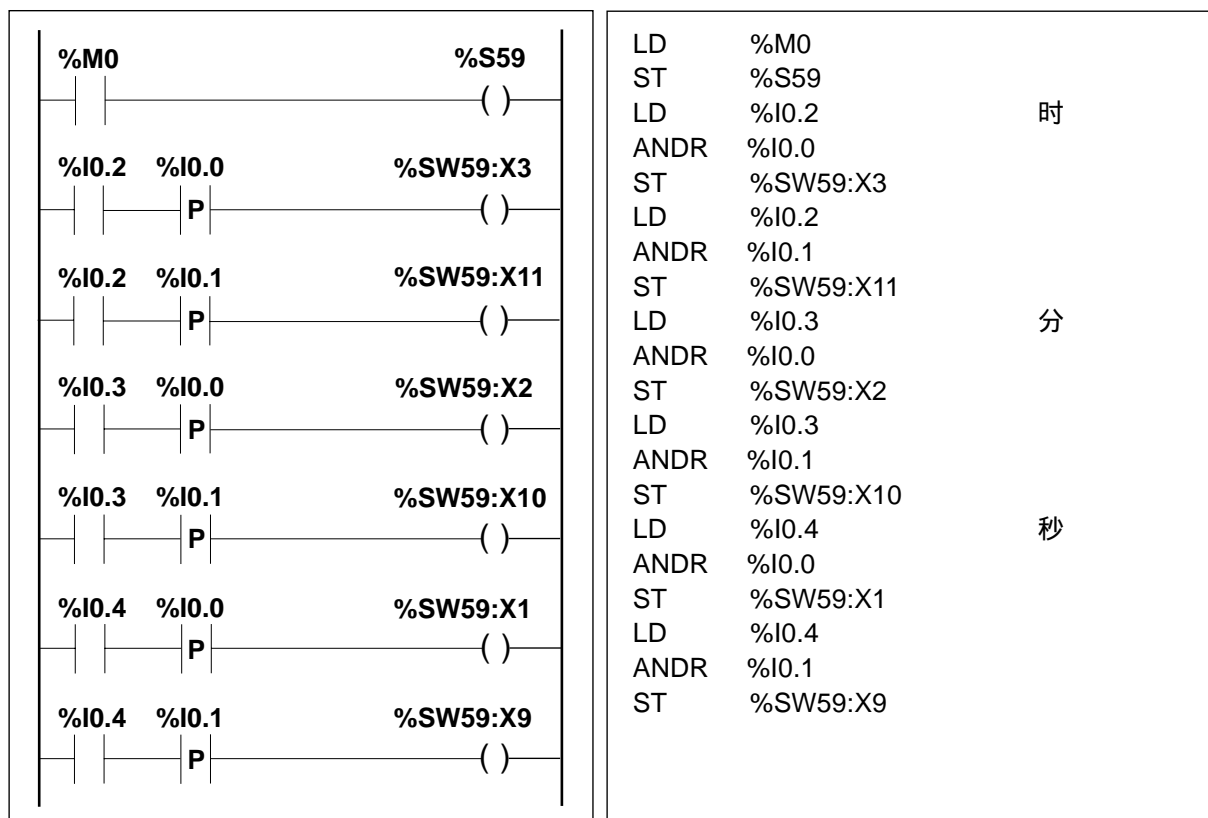 %M0 %S59
( )
%I0.2 %I0.0 %SW59:X3
P ( )
%I0.2 %I0.1 %SW59:X11
P ( )
%I0.3 %I0.0 %SW59:X2
P ( )
%I0.3 %I0.1 %SW59:X10
P ( )
%I0.4 %I0.0 %SW59:X1
P ( )
%I0.4 %I0.1 %SW59:X9
P ( )
LD %M0
ST %S59
LD %I0.2 时
ANDR %I0.0
ST %SW59:X3
LD %I0.2
ANDR %I0.1
ST %SW59:X11
LD %I0.3 分
ANDR %I0.0
ST %SW59:X2
LD %I0.3
ANDR %I0.1
ST %SW59:X10
LD %I0.4 秒
ANDR %I0.0
ST %SW59:X1
LD %I0.4
ANDR %I0.1
ST %SW59:X9